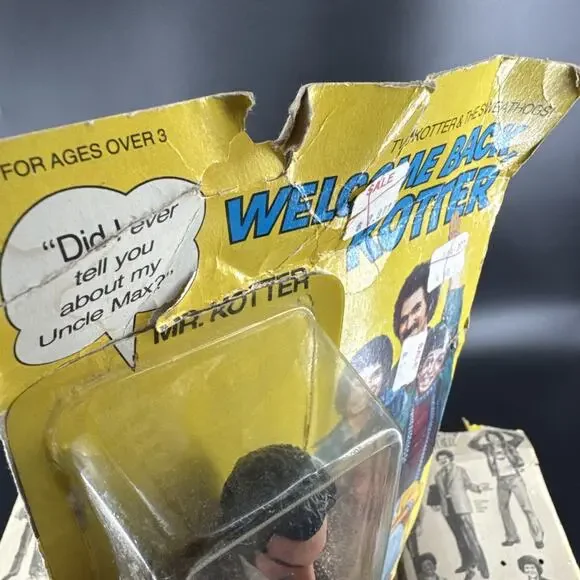 FOR AGES OVER 3
"Did I ever
tell you
about my
Uncle Max?"
MR. KOTTER
KOTTER & THE SWEATHOGS
WELCOME BACK
KOTTER
SALE